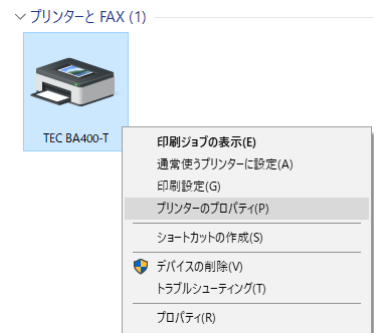 プリンターと FAX (1)
TEC BA400-T
印刷ジョブの表示(E)
通常使うプリンターに設定(A)
印刷設定(G)
プリンターのプロパティ(P)
ショートカットの作成(S)
デバイスの削除(V)
トラブルシューティング(T)
プロパティ(R)